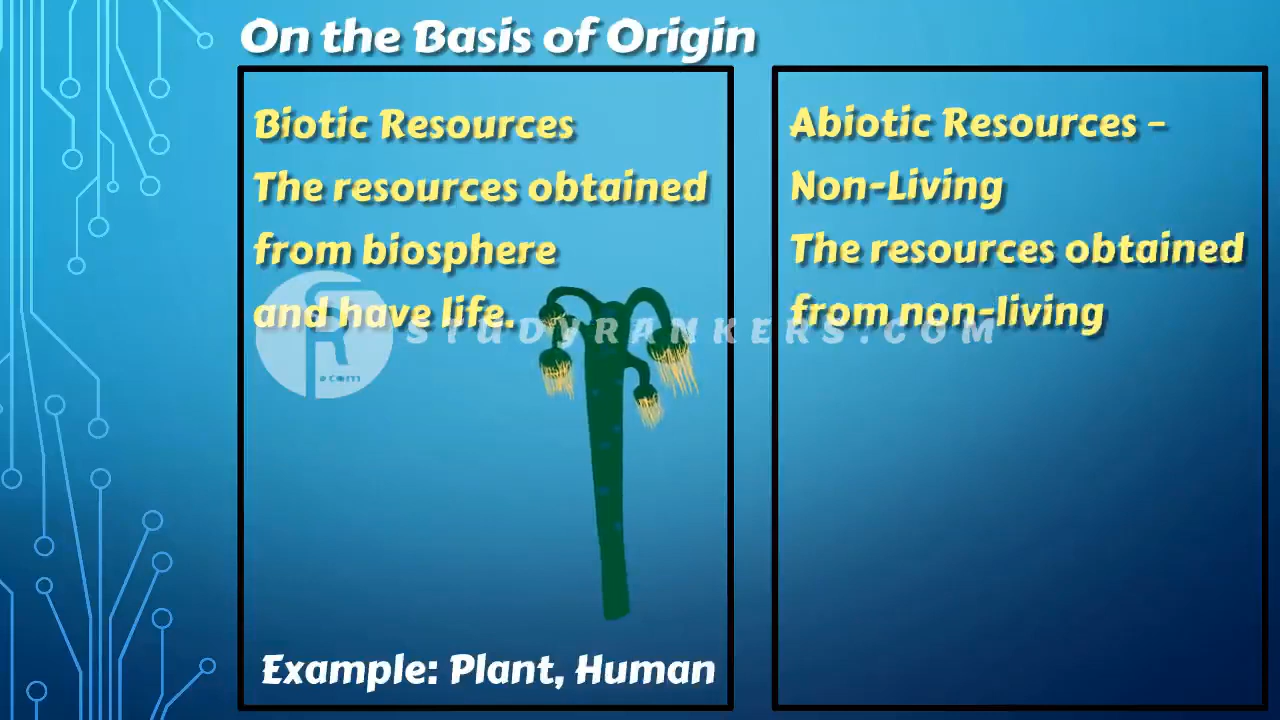 On the Basis of Origin
Biotic Resources
The resources obtained
from biosphere
and have life.
Example: Plant, Human
Abiotic Resources –
Non-Living
The resources obtained
from non-living
R
.com
STUDYRANKERS.COM